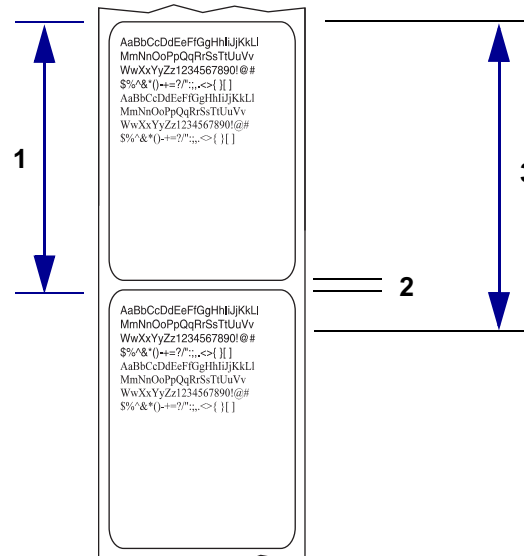 AaBbCcDdEeFfGgHhIiJjKkLl
MmNnOoPpQqRrSsTtUuVv
WwXxYyZz1234567890!@#
$%^&*()-+=?/":;,.<>{ }[ ]
AaBbCcDdEeFfGgHhIiJjKkLl
MmNnOoPpQqRrSsTtUuVv
WwXxYyZz1234567890!@#
$%^&*()-+=?/":;,.<>{ }[ ]
1
3
2
AaBbCcDdEeFfGgHhIiJjKkLl
MmNnOoPpQqRrSsTtUuVv
WwXxYyZz1234567890!@#
$%^&*()-+=?/":;,.<>{ }[ ]
AaBbCcDdEeFfGgHhIiJjKkLl
MmNnOoPpQqRrSsTtUuVv
WwXxYyZz1234567890!@#
$%^&*()-+=?/":;,.<>{ }[ ]